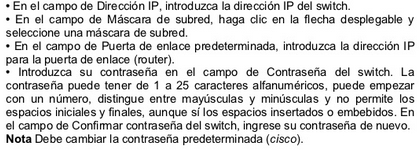 • En el campo de Dirección IP, introduzca la dirección IP del switch.
• En el campo de Máscara de subred, haga clic en la flecha desplegable y
seleccione una máscara de subred.
• En el campo de Puerta de enlace predeterminada, introduzca la dirección IP
para la puerta de enlace (router).
• Introduzca su contraseña en el campo de Contraseña del switch. La
contraseña puede tener de 1 a 25 caracteres alfanuméricos, puede empezar
con un número, distingue entre mayúsculas y minúsculas y no permite los
espacios iniciales y finales, aunque sí los espacios insertados o embebidos. En
el campo de Confirmar contraseña del switch, ingrese su contraseña de nuevo.
Nota Debe cambiar la contraseña predeterminada (cisco).